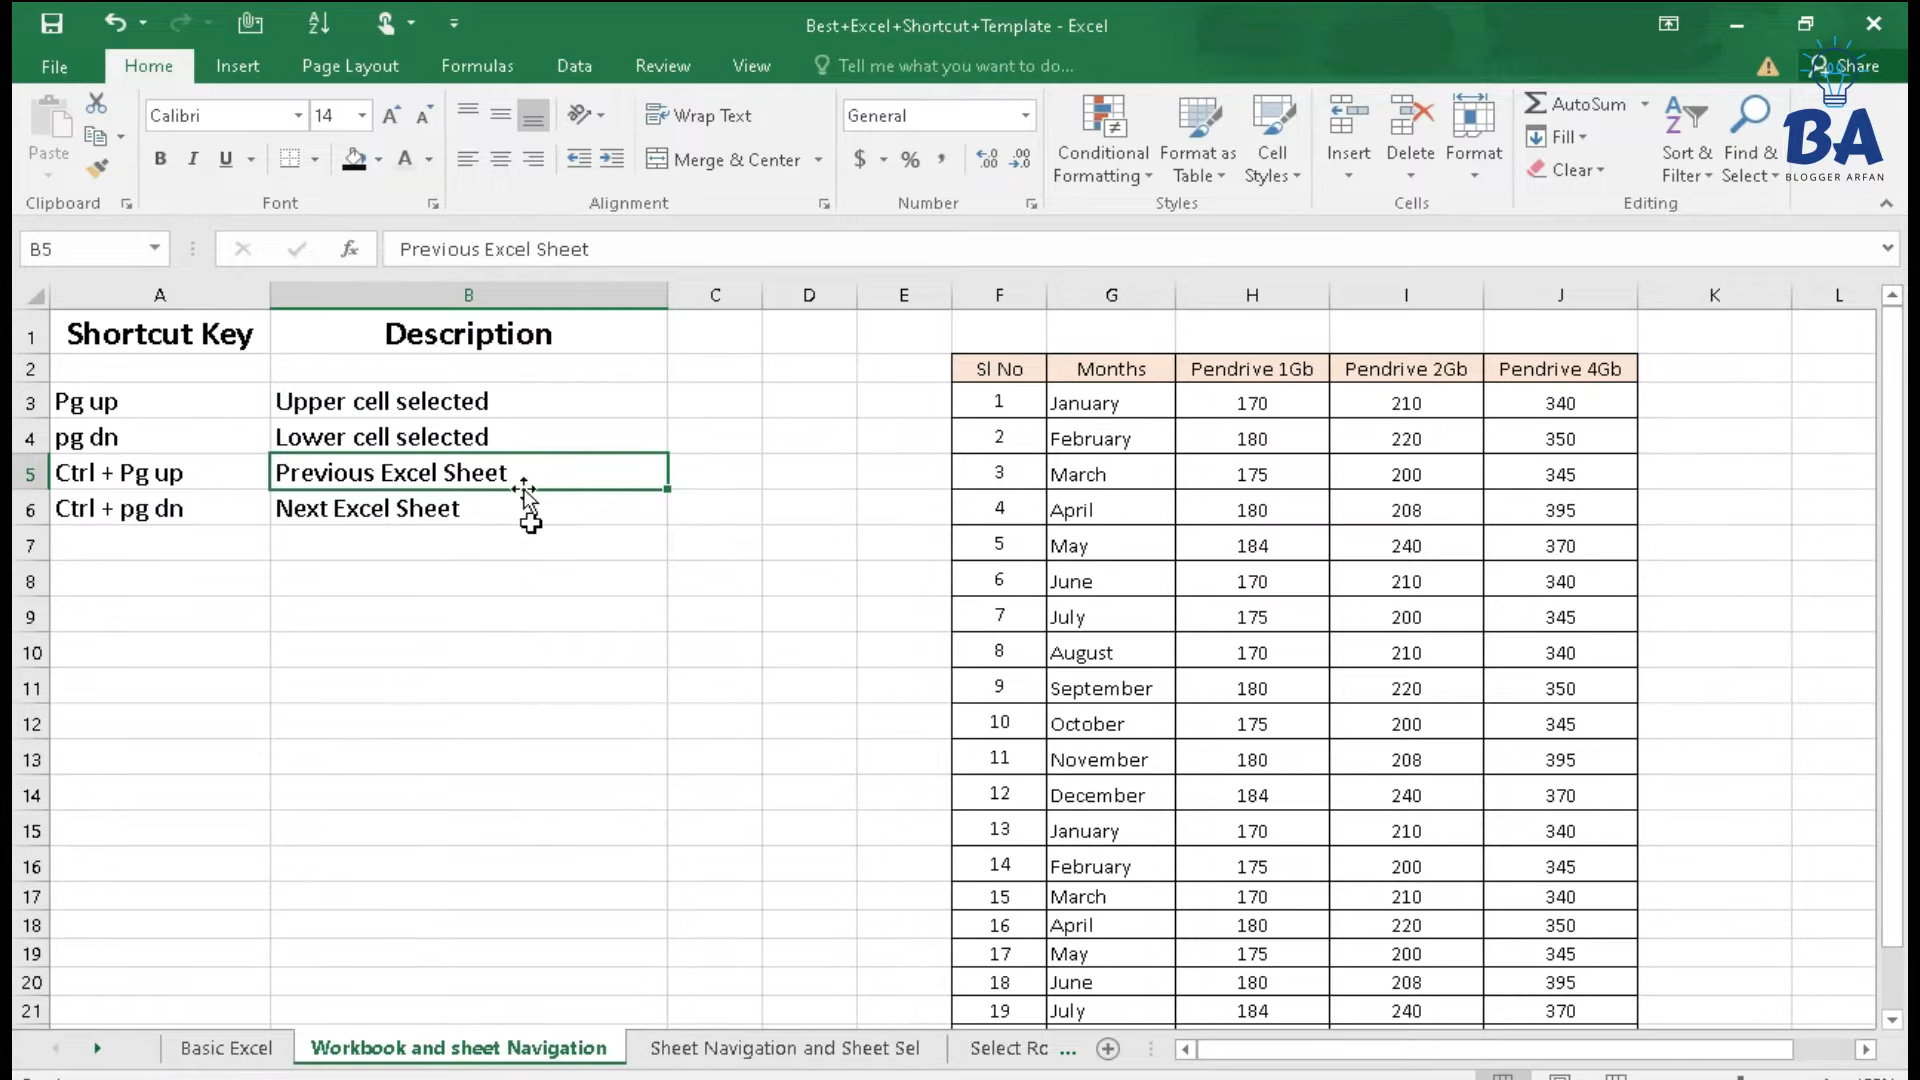 Best+Excel+Shortcut+Template - Excel
File Home Insert Page Layout Formulas Data Review View Tell me what you want to do... Share
Paste
Clipboard
Calibri 14 A A
B I U A
Font
Wrap Text
Merge & Center
Alignment
General
$ % , .00 .0
Number
Conditional Formatting
Format as Table
Cell Styles
Styles
Insert Delete Format
Cells
AutoSum
Fill
Clear
Sort & Filter
Find & Select
Editing
BA
BLOGGER ARFAN
B5 fx Previous Excel Sheet
A B C D E F G H I J K L
1 Shortcut Key Description
2 Sl No Months Pendrive 1Gb Pendrive 2Gb Pendrive 4Gb
3 Pg up Upper cell selected 1 January 170 210 340
4 pg dn Lower cell selected 2 February 180 220 350
5 Ctrl + Pg up Previous Excel Sheet 3 March 175 200 345
6 Ctrl + pg dn Next Excel Sheet 4 April 180 208 395
7 5 May 184 240 370
8 6 June 170 210 340
9 7 July 175 200 345
10 8 August 170 210 340
11 9 September 180 220 350
12 10 October 175 200 345
13 11 November 180 208 395
14 12 December 184 240 370
15 13 January 170 210 340
16 14 February 175 200 345
17 15 March 170 210 340
18 16 April 180 220 350
19 17 May 175 200 345
20 18 June 180 208 395
21 19 July 184 240 370
Basic Excel Workbook and sheet Navigation Sheet Navigation and Sheet Sel Select Rc ...